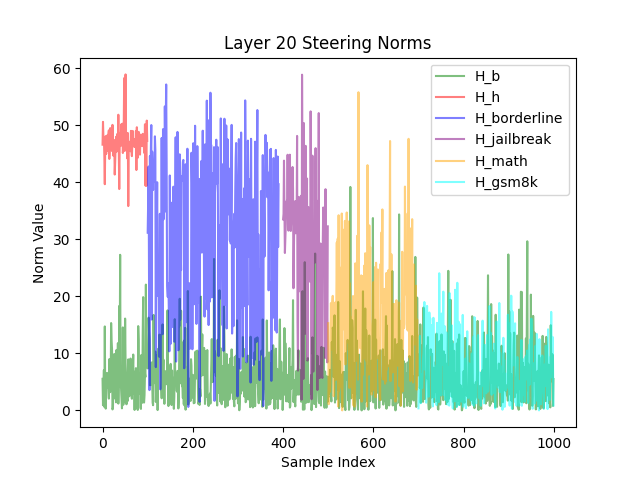 Layer 20 Steering Norms
60
50
40
30
20
10
0
Norm Value
H_b
H_h
H_borderline
H_jailbreak
H_math
H_gsm8k
0
200
400
600
800
1000
Sample Index